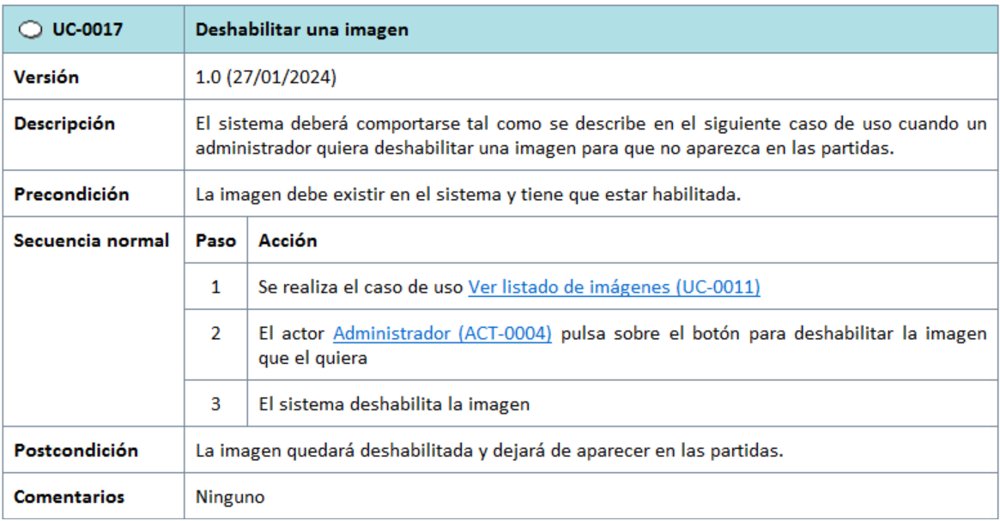 UC-0017 Deshabilitar una imagen
Versión 1.0 (27/01/2024)
Descripción El sistema deberá comportarse tal como se describe en el siguiente caso de uso cuando un
administrador quiera deshabilitar una imagen para que no aparezca en las partidas.
Precondición La imagen debe existir en el sistema y tiene que estar habilitada.
Secuencia normal Paso Acción
1 Se realiza el caso de uso Ver listado de imágenes (UC-0011)
2 El actor Administrador (ACT-0004) pulsa sobre el botón para deshabilitar la imagen
que el quiera
3 El sistema deshabilita la imagen
Postcondición La imagen quedará deshabilitada y dejará de aparecer en las partidas.
Comentarios Ninguno